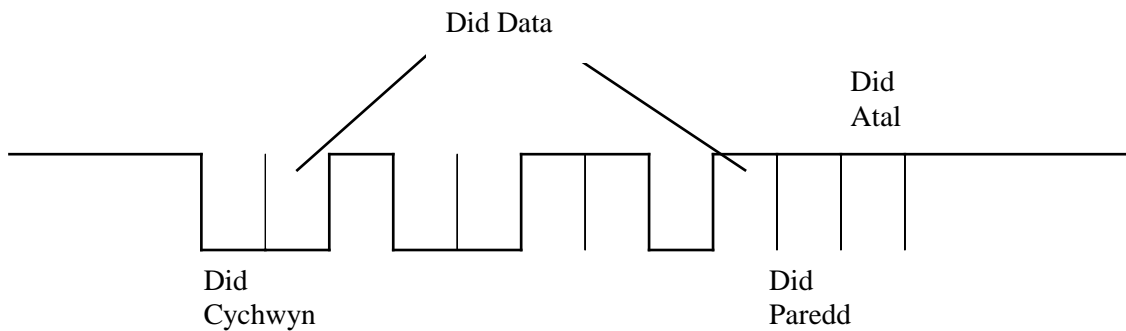 Did Data
Did
Atal
Did
Cychwyn
Did
Paredd